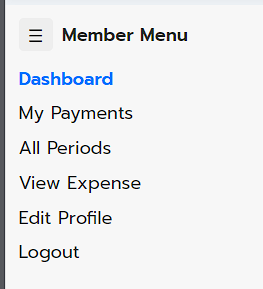 Member Menu
Dashboard
My Payments
All Periods
View Expense
Edit Profile
Logout